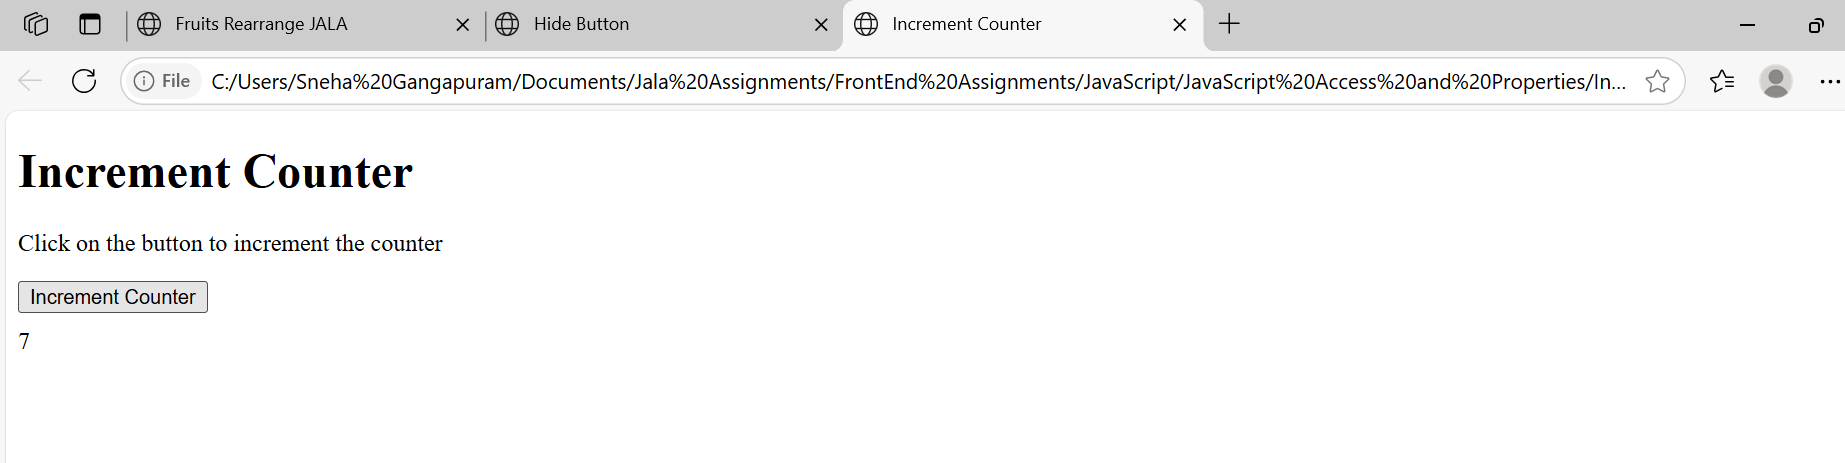 Fruits Rearrange JALA
Hide Button
Increment Counter
File
C:/Users/Sneha%20Gangapuram/Documents/Jala%20Assignments/FrontEnd%20Assignments/JavaScript/JavaScript%20Access%20and%20Properties/In...
Increment Counter
Click on the button to increment the counter
Increment Counter
7